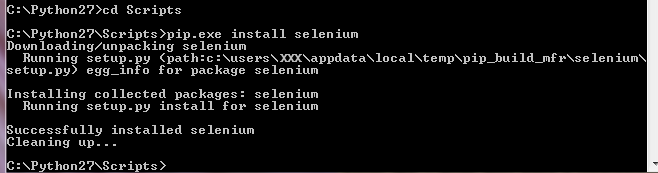 C:\Python27>cd Scripts
C:\Python27\Scripts>pip.exe install selenium
Downloading/unpacking selenium
Running setup.py (path:c:\users\XXX\appdata\local\temp\pip_build_mfr\selenium\
setup.py) egg_info for package selenium
Installing collected packages: selenium
Running setup.py install for selenium
Successfully installed selenium
Cleaning up...
C:\Python27\Scripts>